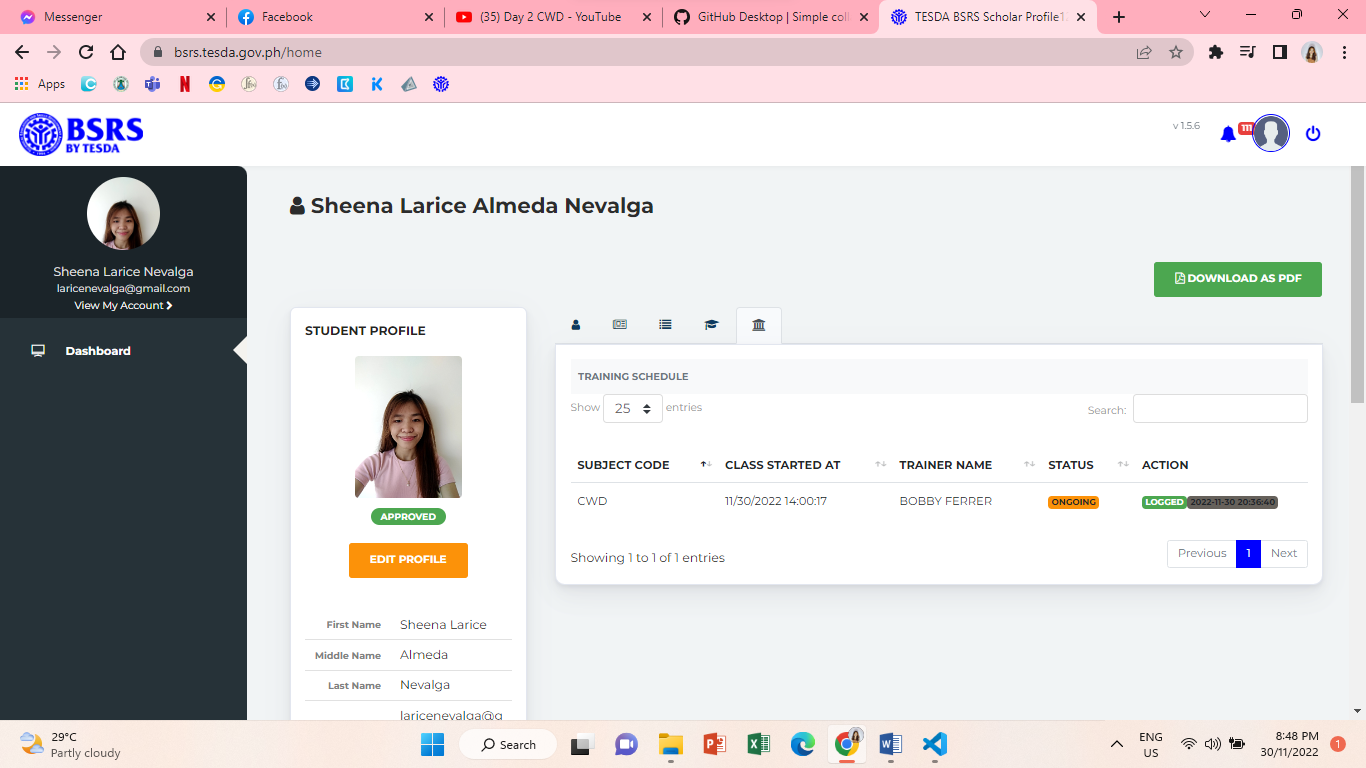 Messenger
Facebook
(35) Day 2 CWD - YouTube
GitHub Desktop | Simple coll
TESDA BSRS Scholar Profile1
bsrs.tesda.gov.ph/home
Apps
BSRS
BY TESDA
v 1.5.6
Sheena Larice Nevalga
laricenevalga@gmail.com
View My Account
Dashboard
Sheena Larice Almeda Nevalga
DOWNLOAD AS PDF
STUDENT PROFILE
APPROVED
EDIT PROFILE
First Name Sheena Larice
Middle Name Almeda
Last Name Nevalga
laricenevalga@g
TRAINING SCHEDULE
Show 25 entries
Search:
SUBJECT CODE CLASS STARTED AT TRAINER NAME STATUS ACTION
CWD 11/30/2022 14:00:17 BOBBY FERRER ONGOING LOGGED 2022-11-30 20:36:40
Showing 1 to 1 of 1 entries
Previous 1 Next
29°C
Partly cloudy
Search
ENG
US
8:48 PM
30/11/2022
1